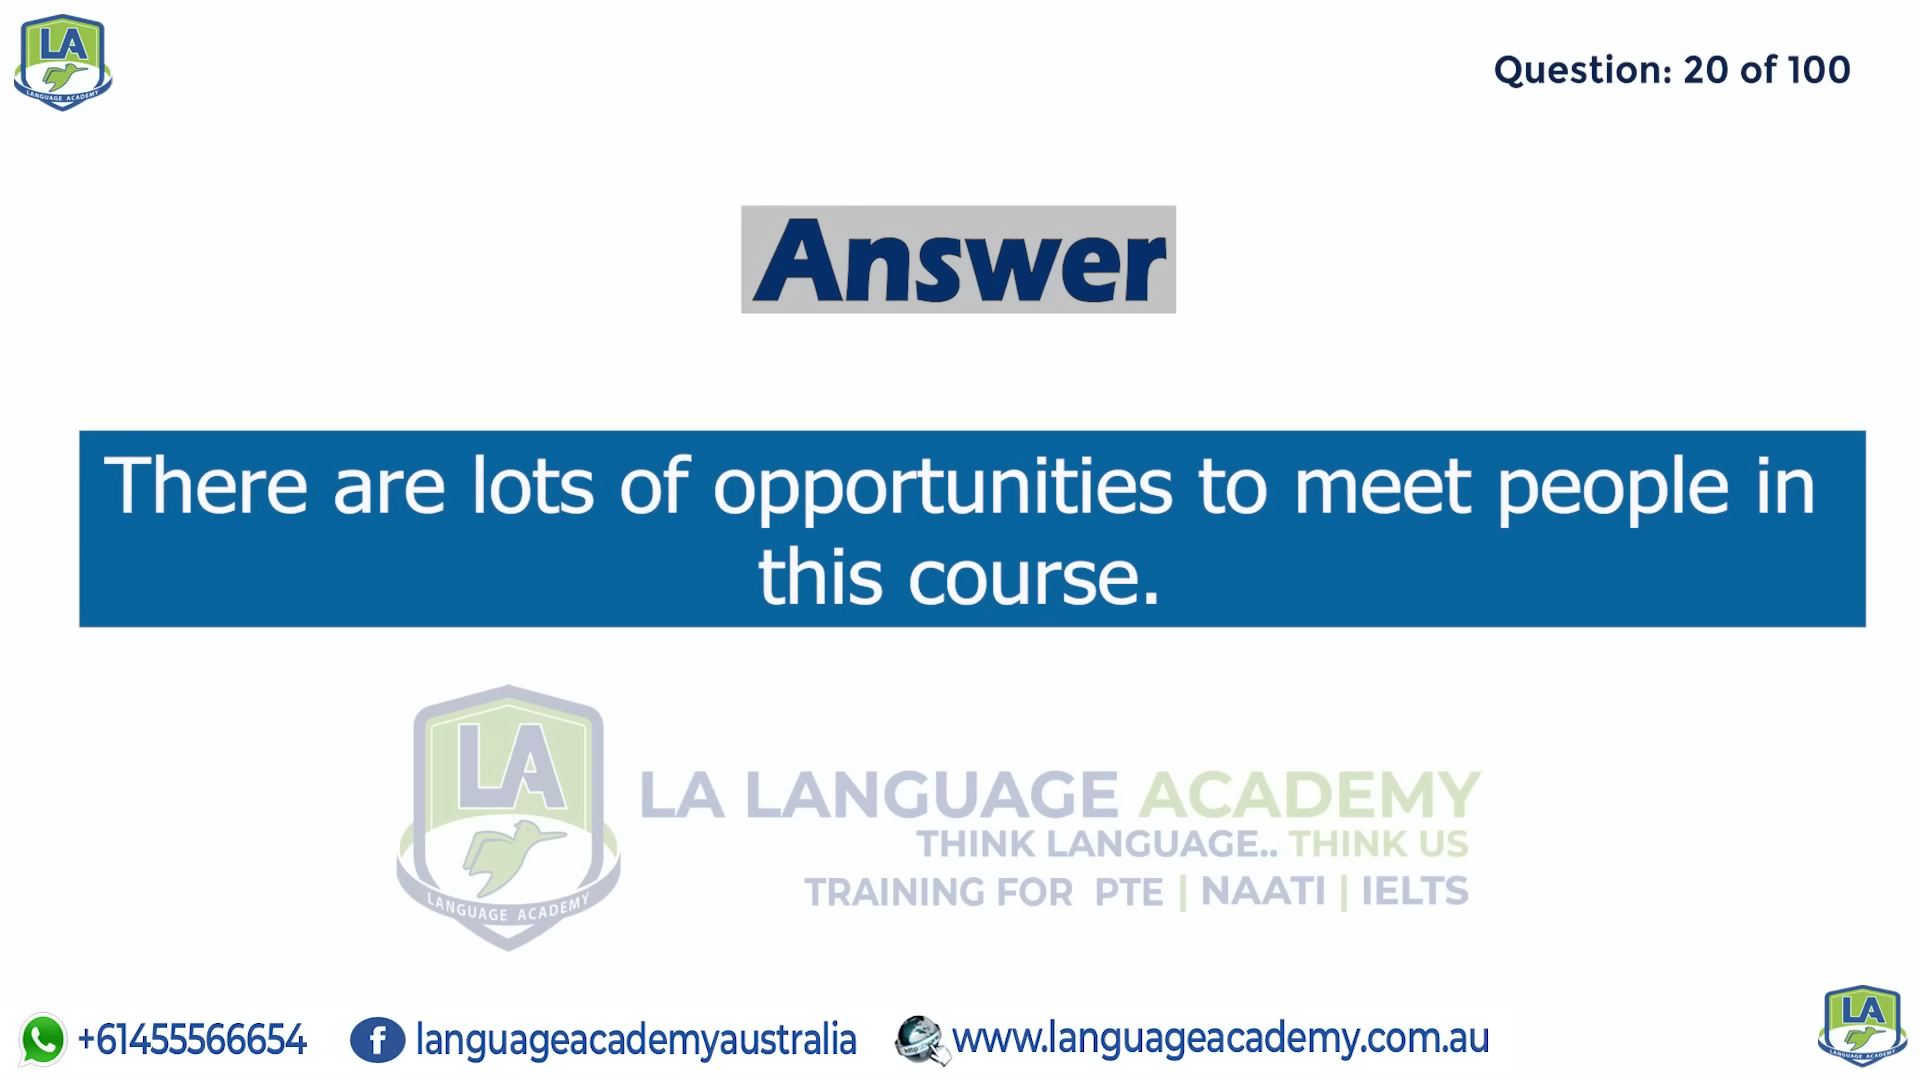 LA
LANGUAGE ACADEMY
Question: 20 of 100
Answer
There are lots of opportunities to meet people in
this course.
LA
LANGUAGE ACADEMY
LA LANGUAGE ACADEMY
THINK LANGUAGE.. THINK US
TRAINING FOR PTE | NAATI | IELTS
+61455566654
f languageacademyaustralia
www.languageacademy.com.au
LA
LANGUAGE ACADEMY